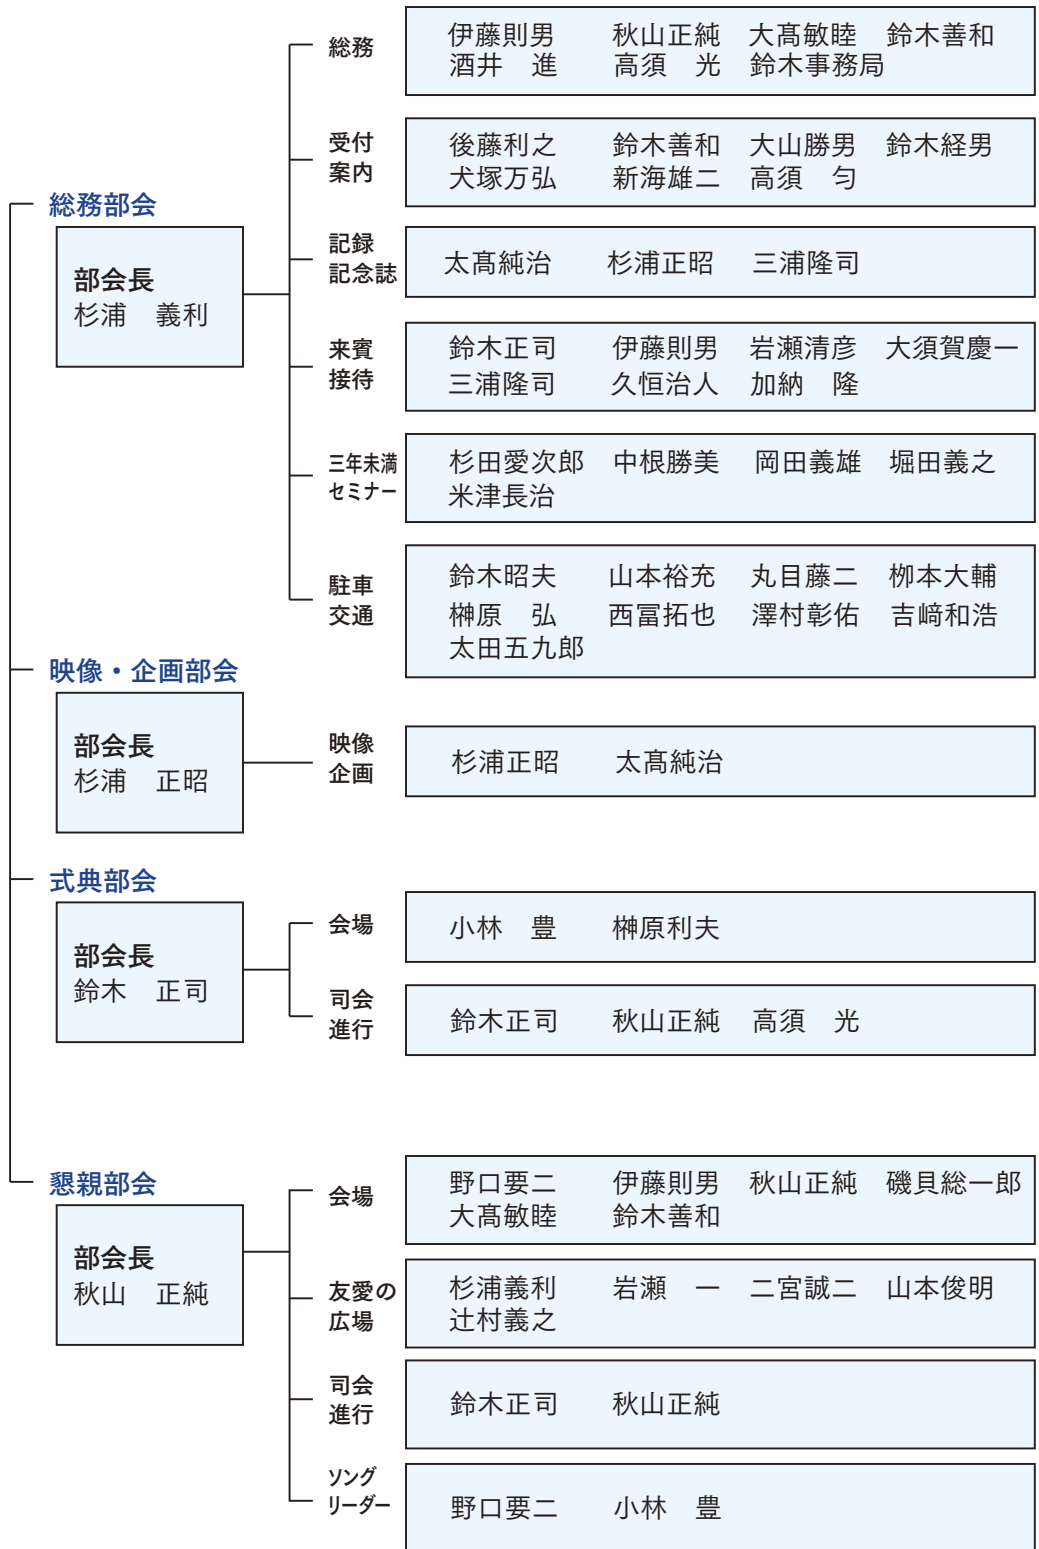 総務部会
部会長
杉浦　義利
総務
伊藤則男　秋山正純　大髙敏睦　鈴木善和
酒井　進　高須　光　鈴木事務局
受付
案内
後藤利之　鈴木善和　大山勝男　鈴木経男
犬塚万弘　新海雄二　高須　匀
記録
記念誌
太髙純治　杉浦正昭　三浦隆司
来賓
接待
鈴木正司　伊藤則男　岩瀬清彦　大須賀慶一
三浦隆司　久恒治人　加納　隆
三年未満
セミナー
杉田愛次郎　中根勝美　岡田義雄　堀田義之
米津長治
駐車
交通
鈴木昭夫　山本裕充　丸目藤二　栁本大輔
榊原　弘　西冨拓也　澤村彰佑　吉﨑和浩
太田五九郎
映像・企画部会
部会長
杉浦　正昭
映像
企画
杉浦正昭　太髙純治
式典部会
部会長
鈴木　正司
会場
小林　豊　榊原利夫
司会
進行
鈴木正司　秋山正純　高須　光
懇親部会
部会長
秋山　正純
会場
野口要二　伊藤則男　秋山正純　磯貝総一郎
大髙敏睦　鈴木善和
友愛の
広場
杉浦義利　岩瀬　一　二宮誠二　山本俊明
辻村義之
司会
進行
鈴木正司　秋山正純
ソング
リーダー
野口要二　小林　豊